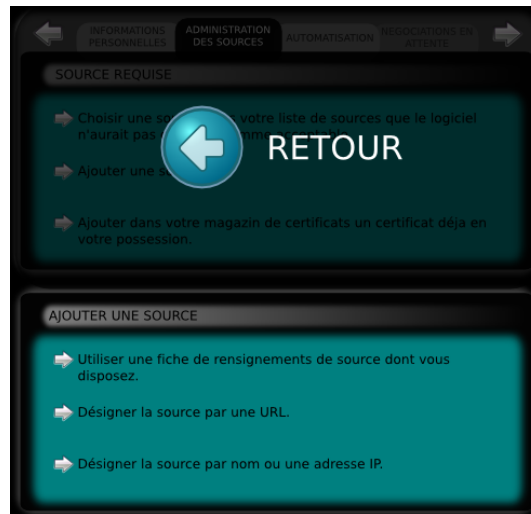 INFORMATIONS
PERSONNELLES
ADMINISTRATION
DES SOURCES
AUTOMATISATION
NEGOCIATIONS EN
ATTENTE
SOURCE REQUISE
Choisir une votre liste de sources que le logiciel
n'aurait pas
RETOUR
Ajouter une
Ajouter dans votre magazin de certificats un certificat déja en
votre possession.
AJOUTER UNE SOURCE
Utiliser une fiche de rensignements de source dont vous
disposez.
Désigner la source par une URL.
Désigner la source par nom ou une adresse IP.